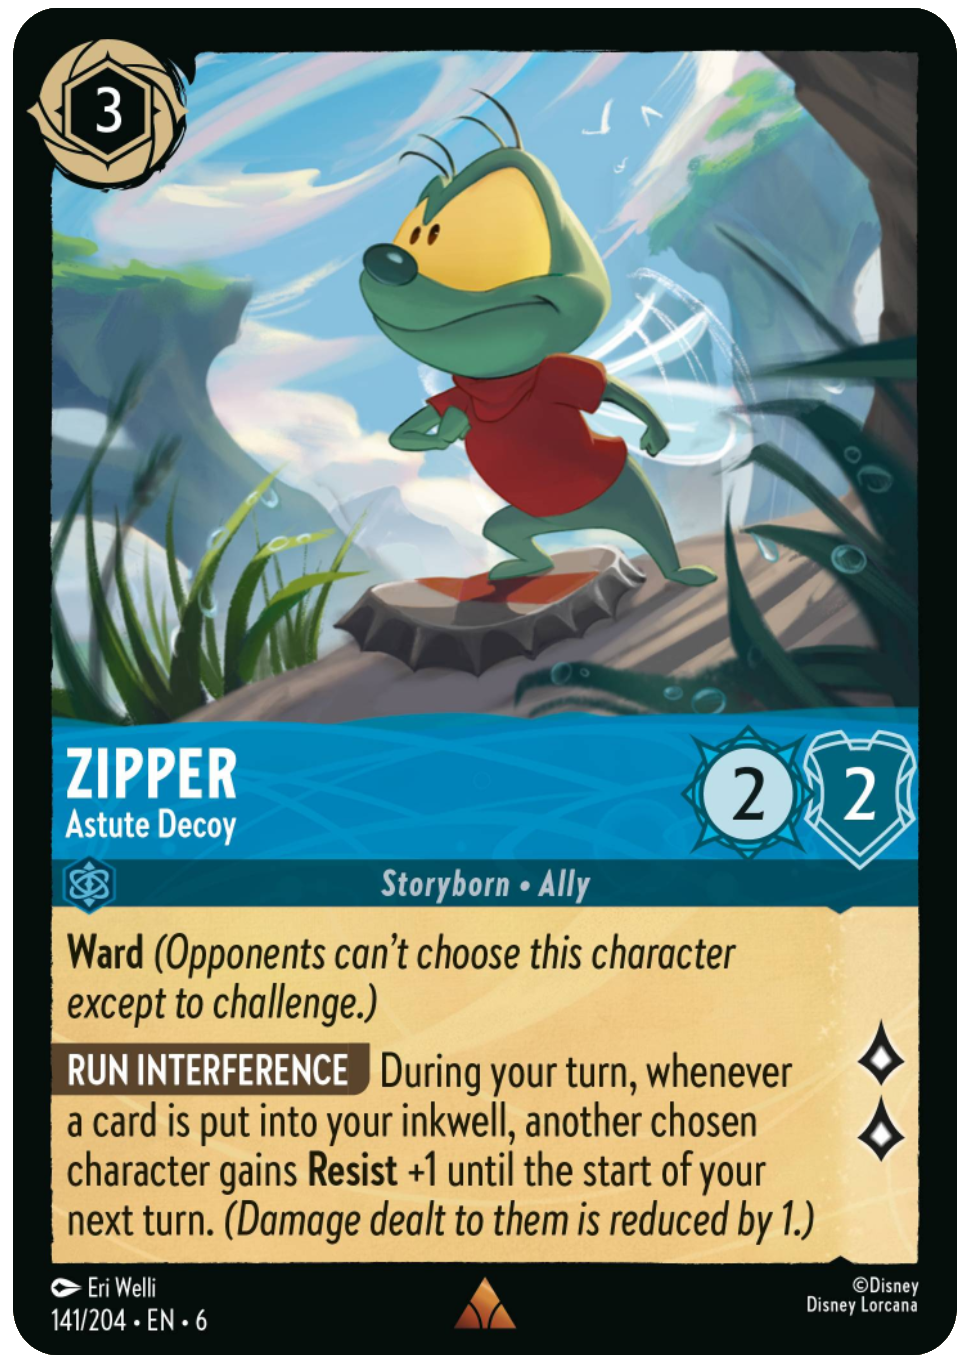 3
ZIPPER
Astute Decoy
2
2
Storyborn • Ally
Ward (Opponents can’t choose this character
except to challenge.)
RUN INTERFERENCE During your turn, whenever
a card is put into your inkwell, another chosen
character gains Resist +1 until the start of your
next turn. (Damage dealt to them is reduced by 1.)
Eri Welli
141/204 • EN • 6
©Disney
Disney Lorcana